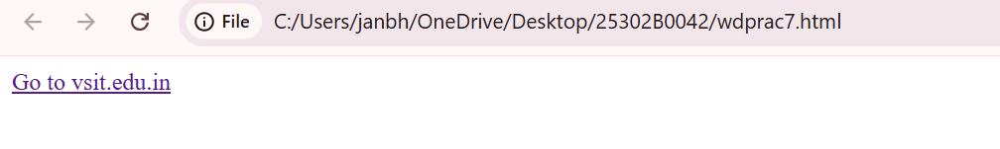 File C:/Users/janbh/OneDrive/Desktop/25302B0042/wdprac7.html
Go to vsit.edu.in